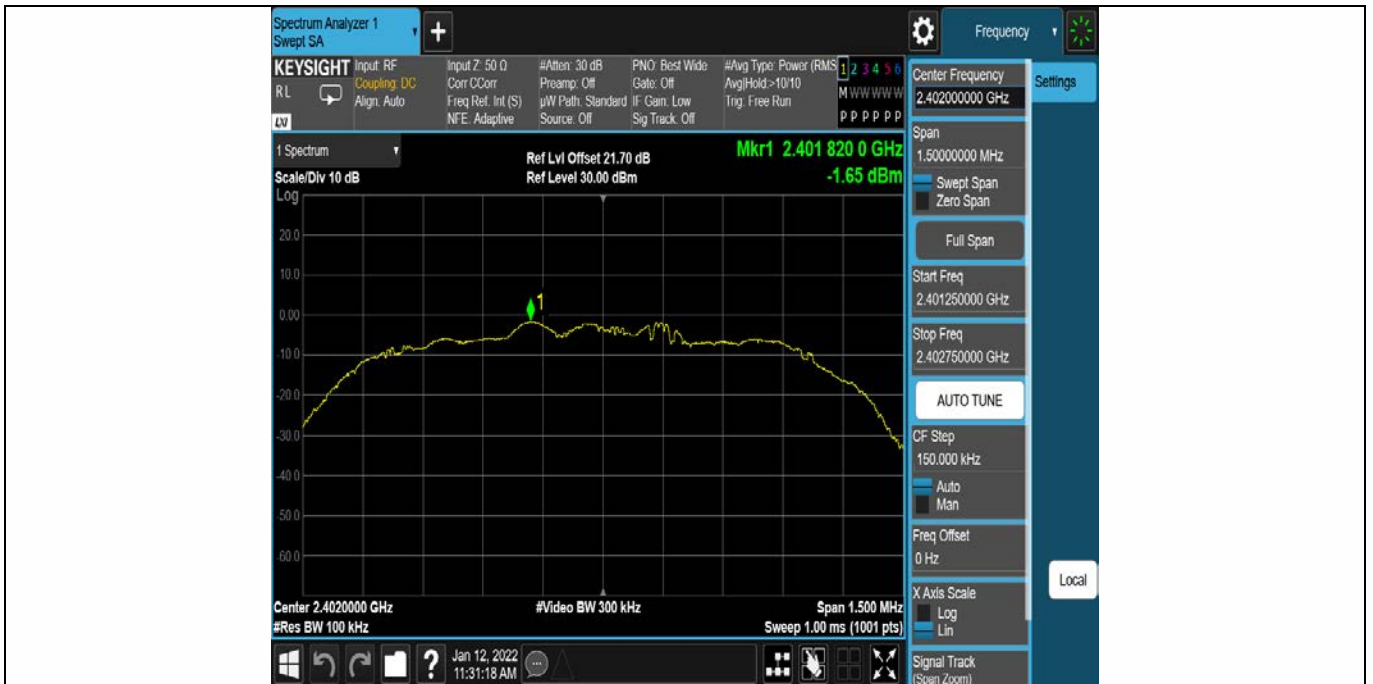 Spectrum Analyzer 1
Swept SA
+
Frequency
KEYSIGHT
RL
LXI
Input: RF
Coupling: DC
Align: Auto
Input Z: 50 Ω
Corr CCorr
Freq Ref: Int (S)
NFE: Adaptive
#Atten: 30 dB
Preamp: Off
µW Path: Standard
Source: Off
PNO: Best Wide
Gate: Off
IF Gain: Low
Sig Track: Off
#Avg Type: Power (RMS
Avg|Hold:>10/10
Trig: Free Run
1 2 3 4 5 6
M W W W W W
P P P P P P
1 Spectrum
Scale/Div 10 dB
Ref Lvl Offset 21.70 dB
Ref Level 30.00 dBm
Mkr1 2.401 820 0 GHz
-1.65 dBm
Log
20.0
10.0
0.00
-10.0
-20.0
-30.0
-40.0
-50.0
-60.0
1
Center 2.4020000 GHz
#Res BW 100 kHz
#Video BW 300 kHz
Span 1.500 MHz
Sweep 1.00 ms (1001 pts)
?
Jan 12, 2022
11:31:18 AM
Center Frequency
2.402000000 GHz
Span
1.50000000 MHz
Swept Span
Zero Span
Full Span
Start Freq
2.401250000 GHz
Stop Freq
2.402750000 GHz
AUTO TUNE
CF Step
150.000 kHz
Auto
Man
Freq Offset
0 Hz
X Axis Scale
Log
Lin
Signal Track
(Span Zoom)
Settings
Local